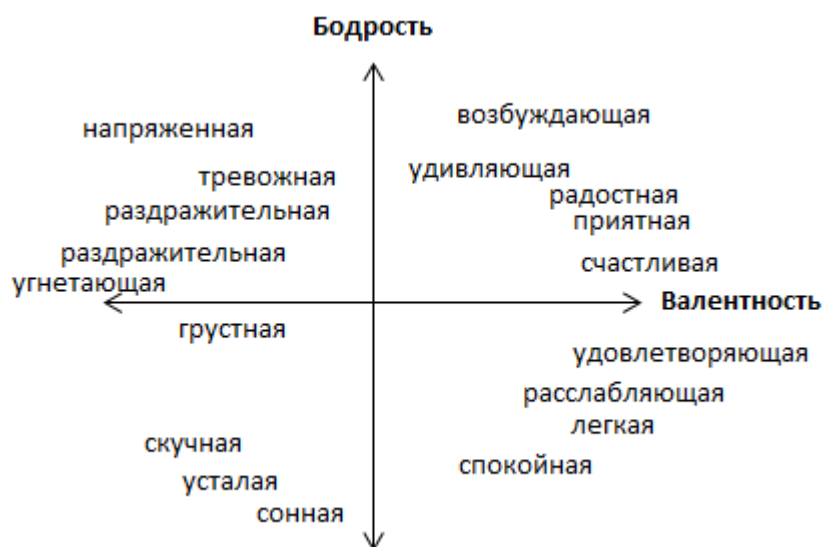 Бодрость
возбуждающая
напряженная
удивляющая
тревожная
радостная
раздражительная
приятная
раздражительная
счастливая
угнетающая
Валентность
грустная
удовлетворяющая
расслабляющая
легкая
скучная
спокойная
усталая
сонная